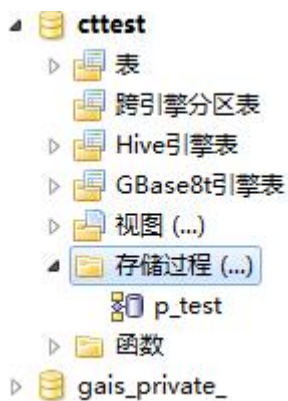 cttest
表
跨引擎分区表
Hive引擎表
GBase8t引擎表
视图 (...)
存储过程 (...)
p_test
函数
gais_private_